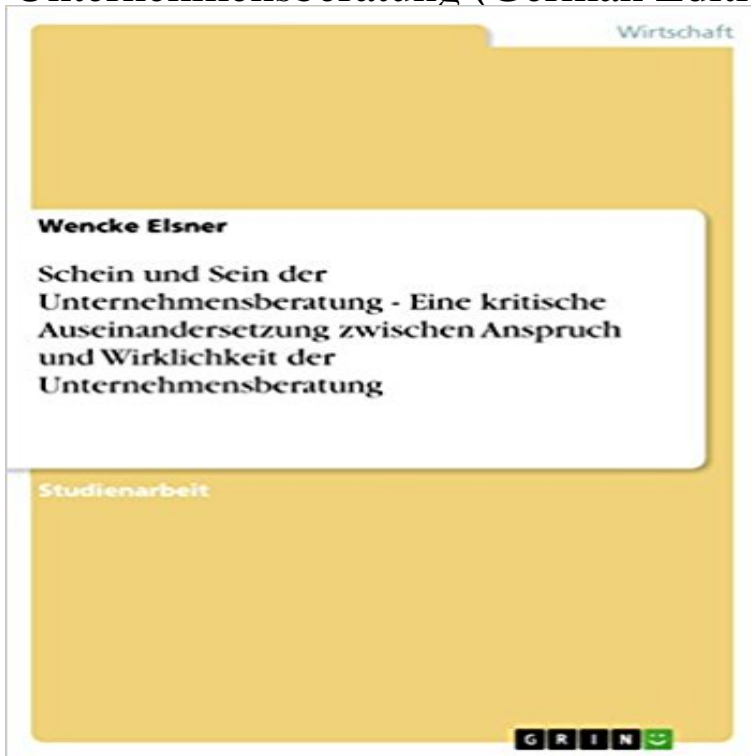 Wirtschaft
Wencke Elsner
Schein und Sein der
Unternehmensberatung - Eine kritische
Auseinandersetzung zwischen Anspruch
und Wirklichkeit der
Unternehmensberatung
Studienarbeit
GRIN